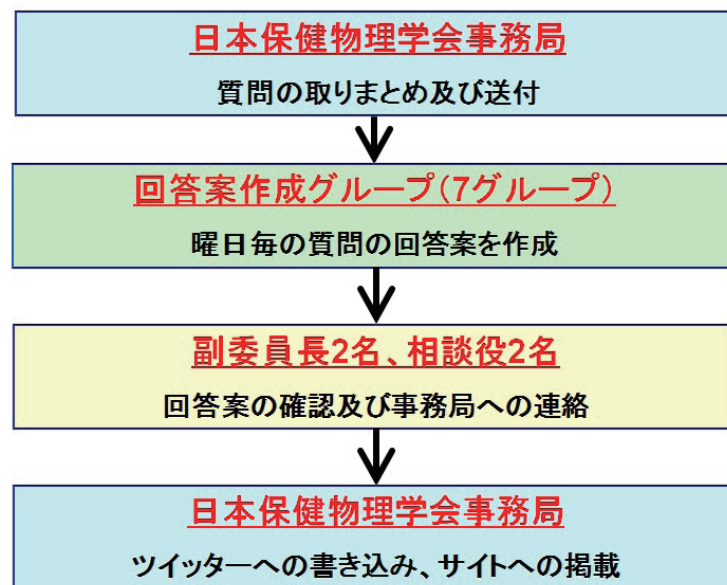 日本保健物理学会事務局
質問の取りまとめ及び送付
回答案作成グループ(7グループ)
曜日毎の質問の回答案を作成
副委員長2名、相談役2名
回答案の確認及び事務局への連絡
日本保健物理学会事務局
ツイッターへの書き込み、サイトへの掲載